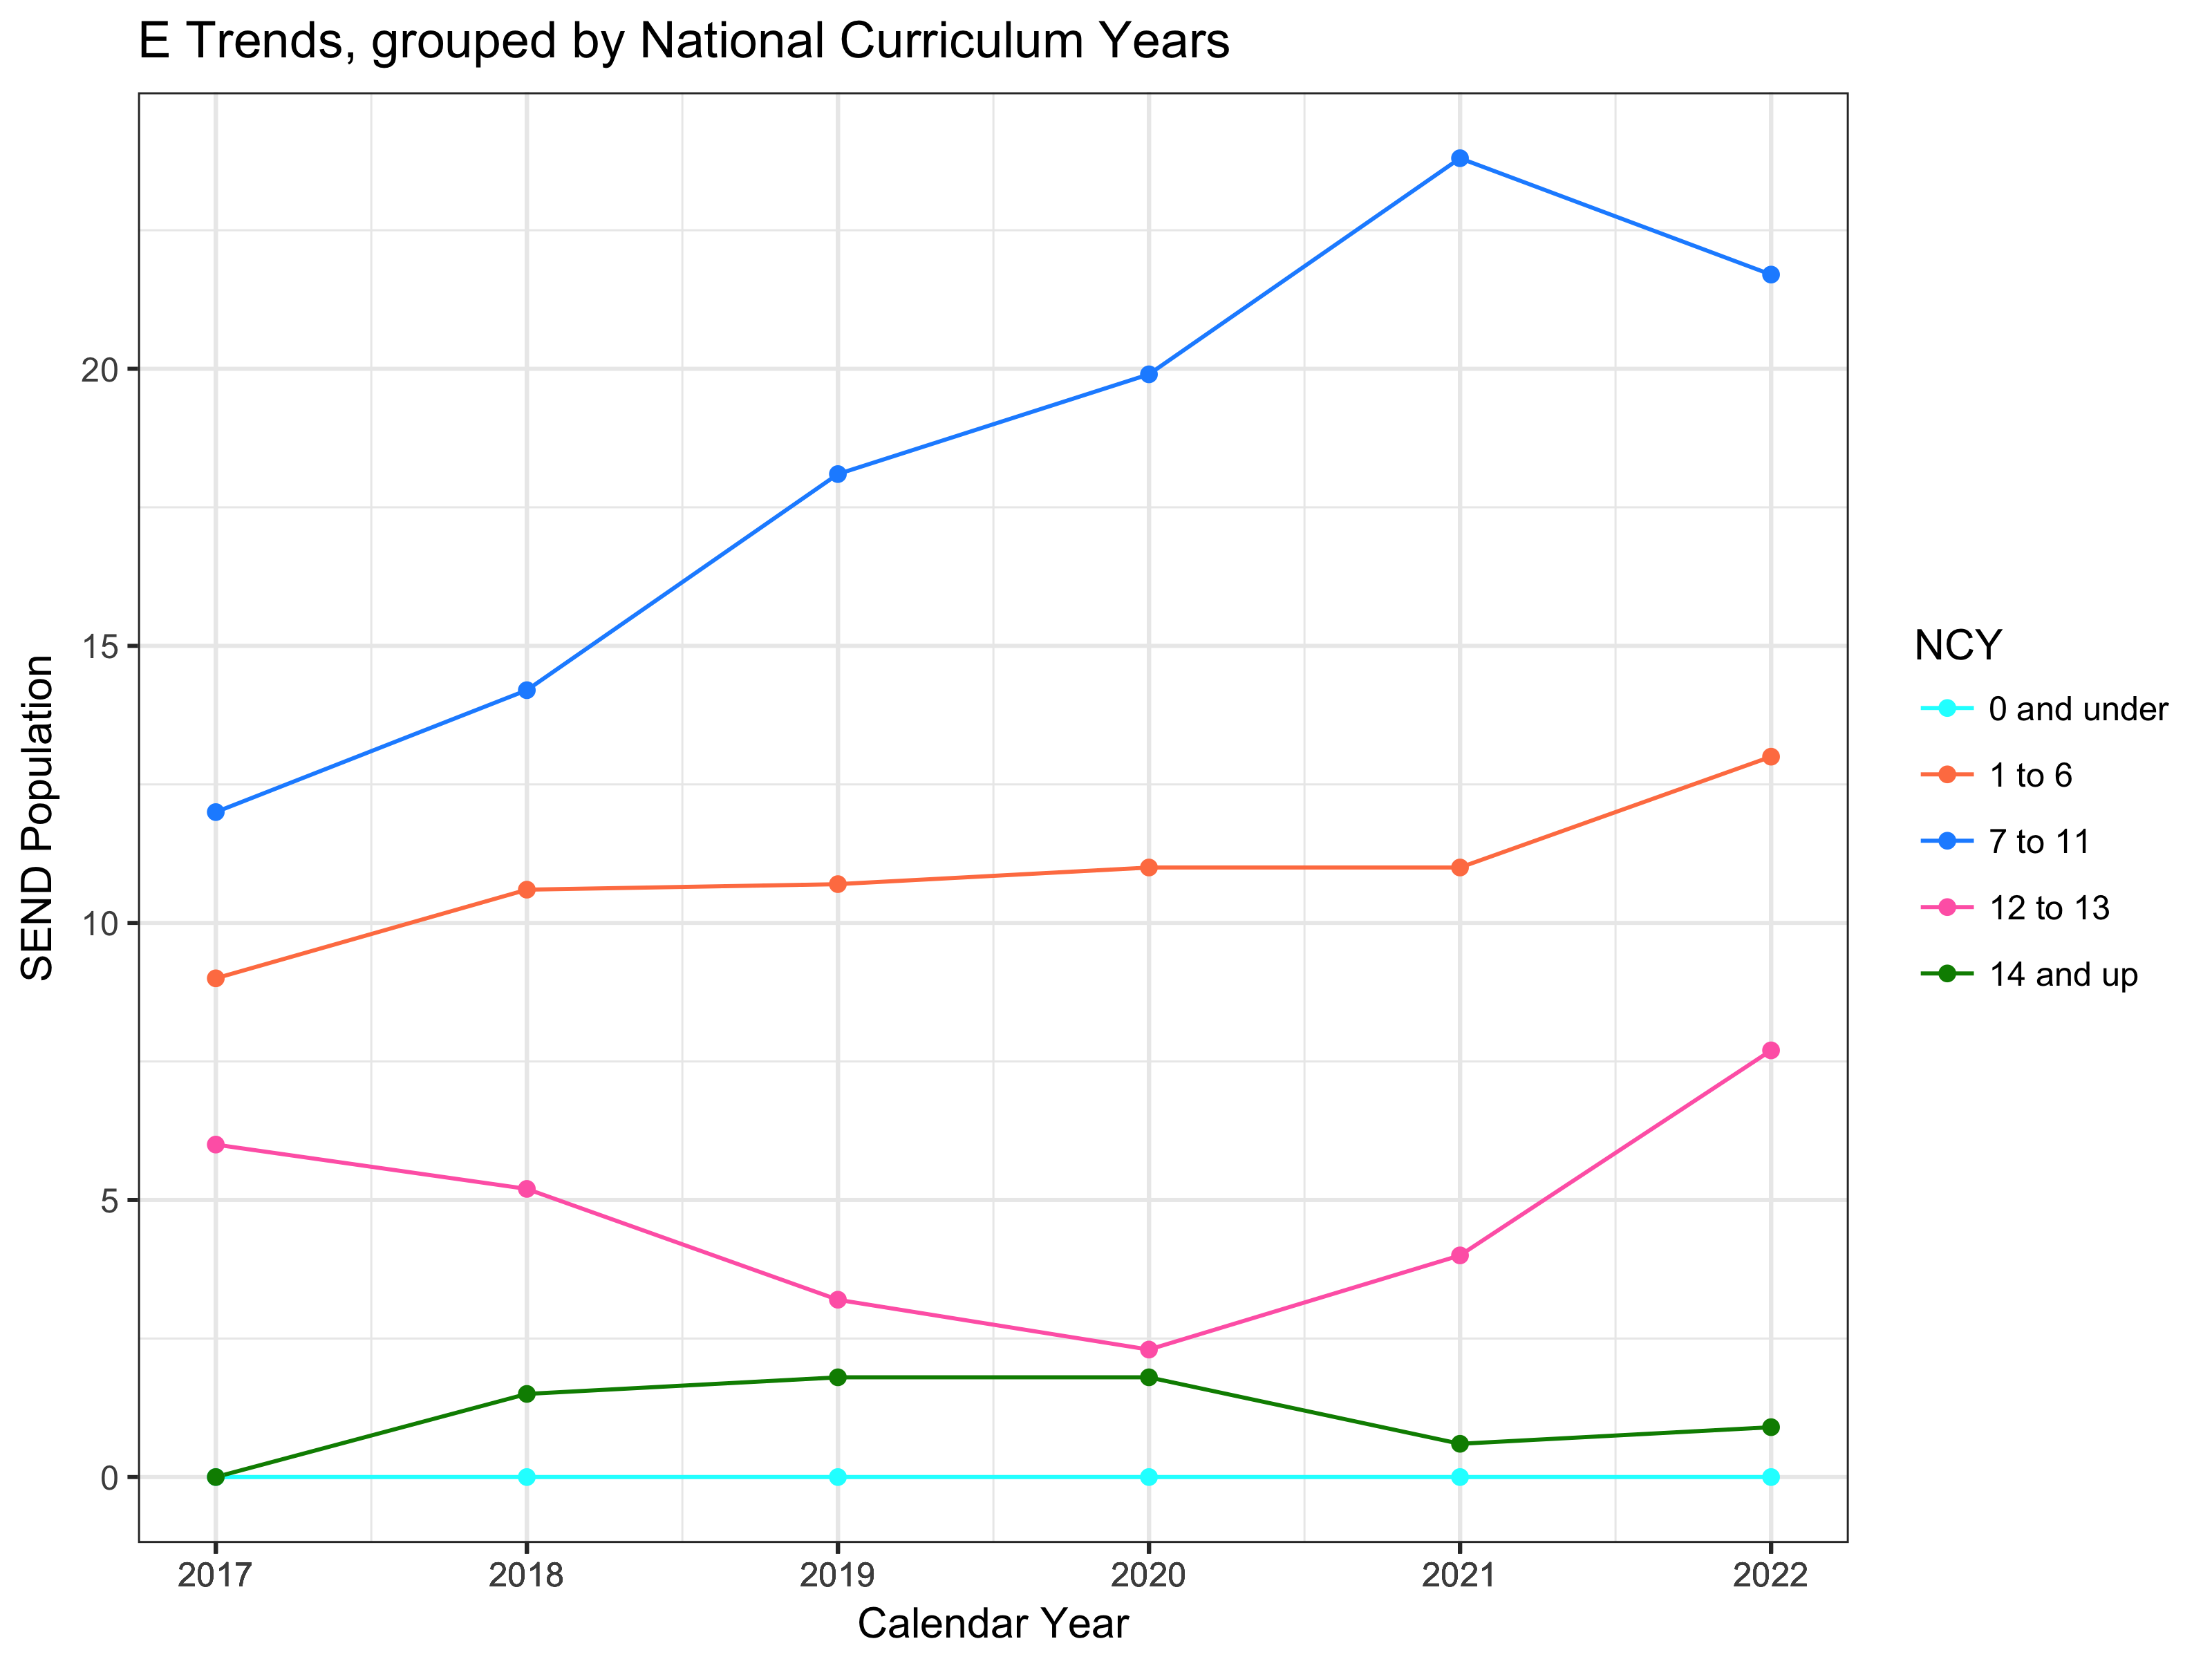 E Trends, grouped by National Curriculum Years
SEND Population
20
15
10
5
0
2017 2018 2019 2020 2021 2022
Calendar Year
NCY
0 and under
1 to 6
7 to 11
12 to 13
14 and up